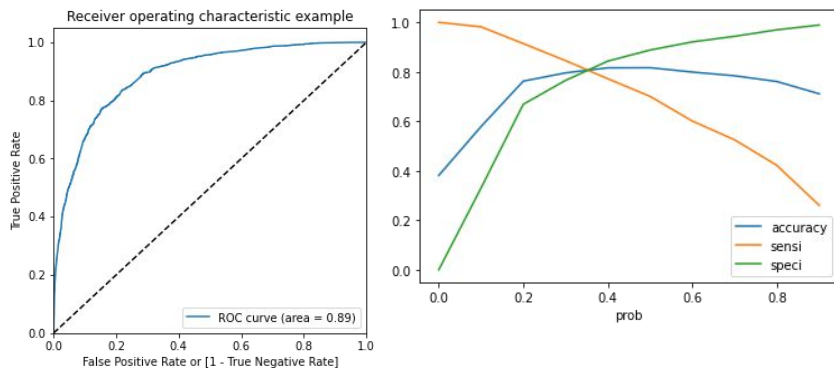 Receiver operating characteristic example
1.0
0.8
0.6
0.4
0.2
0.0
True Positive Rate
ROC curve (area = 0.89)
0.0 0.2 0.4 0.6 0.8 1.0
False Positive Rate or [1 - True Negative Rate]
1.0
0.8
0.6
0.4
0.2
0.0
accuracy
sensi
speci
0.0 0.2 0.4 0.6 0.8
prob